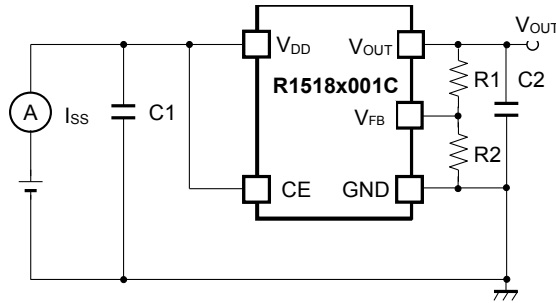 VOUT
VDD
VOUT
R1518x001C
R1
C2
A
ISS
C1
VFB
R2
CE
GND